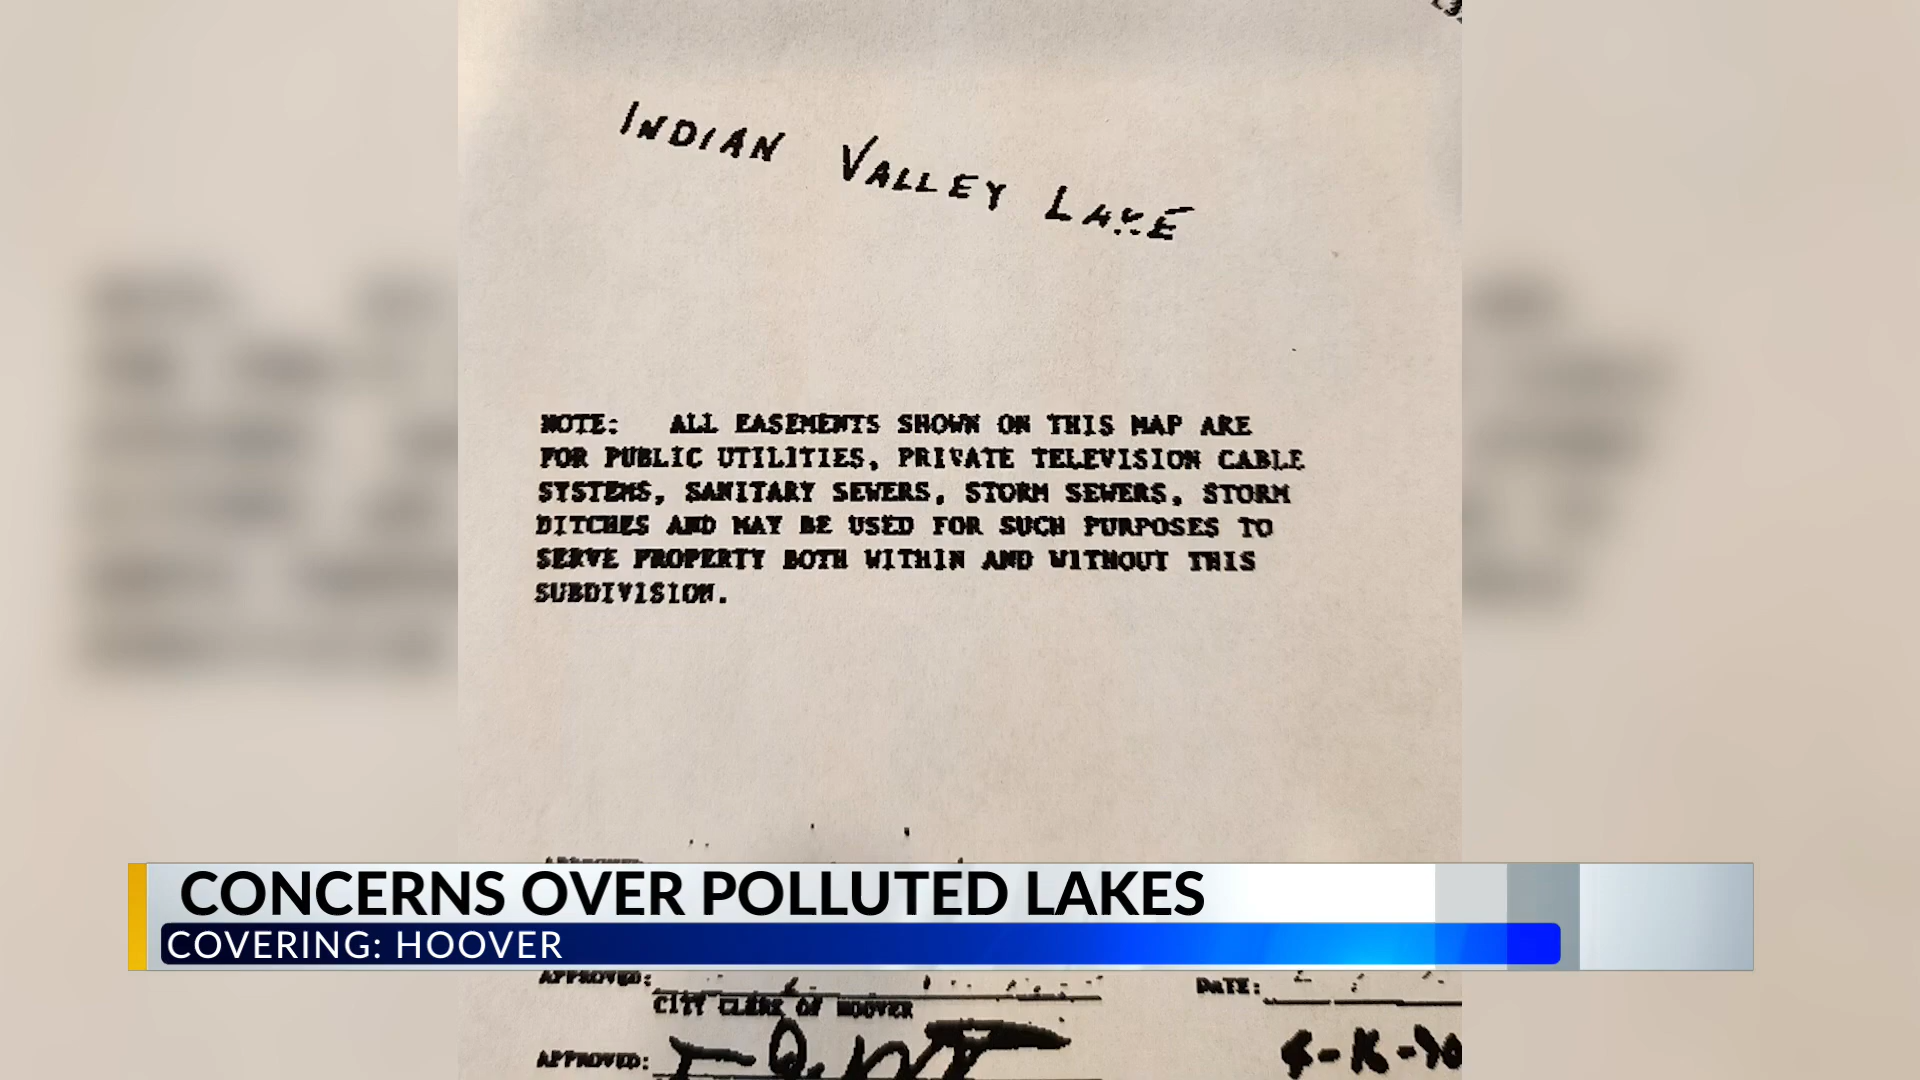 INDIAN VALLEY LAKE
NOTE: ALL EASEMENTS SHOWN ON THIS MAP ARE
FOR PUBLIC UTILITIES, PRIVATE TELEVISION CABLE
SYSTEMS, SANITARY SEWERS, STORM SEWERS, STORM
DITCHES AND MAY BE USED FOR SUCH PURPOSES TO
SERVE PROPERTY BOTH WITHIN AND WITHOUT THIS
SUBDIVISION.
CONCERNS OVER POLLUTED LAKES
COVERING: HOOVER
APPROVED:
DATE:
CITY CLERK OF HOOVER
APPROVED: